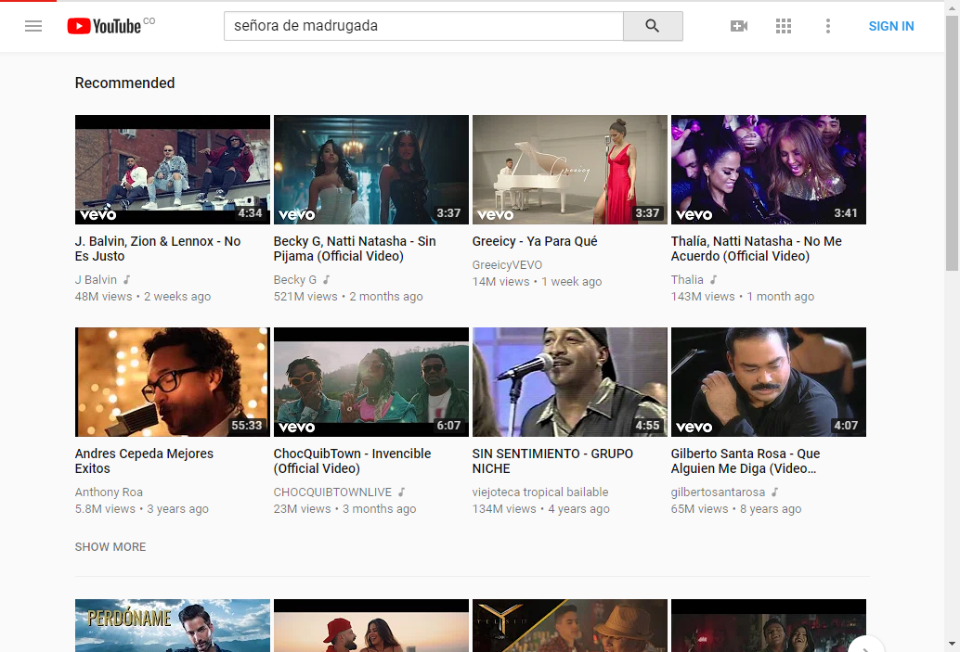 YouTube CO
señora de madrugada
SIGN IN
Recommended
vevo 4:34
vevo 3:37
vevo 3:37
vevo 3:41
J. Balvin, Zion & Lennox - No
Es Justo
J Balvin
48M views • 2 weeks ago
Becky G, Natti Natasha - Sin
Pijama (Official Video)
Becky G
521M views • 2 months ago
Greeicy - Ya Para Qué
GreeicyVEVO
14M views • 1 week ago
Thalía, Natti Natasha - No Me
Acuerdo (Official Video)
Thalia
143M views • 1 month ago
55:33
vevo 6:07
4:55
vevo 4:07
Andres Cepeda Mejores
Exitos
Anthony Roa
5.8M views • 3 years ago
ChocQuibTown - Invencible
(Official Video)
CHOCQUIBTOWNLIVE
23M views • 3 months ago
SIN SENTIMIENTO - GRUPO
NICHE
viejoteca tropical bailable
134M views • 4 years ago
Gilberto Santa Rosa - Que
Alguien Me Diga (Video...
gilbertosantarosa
65M views • 8 years ago
SHOW MORE
PERDÓNAME